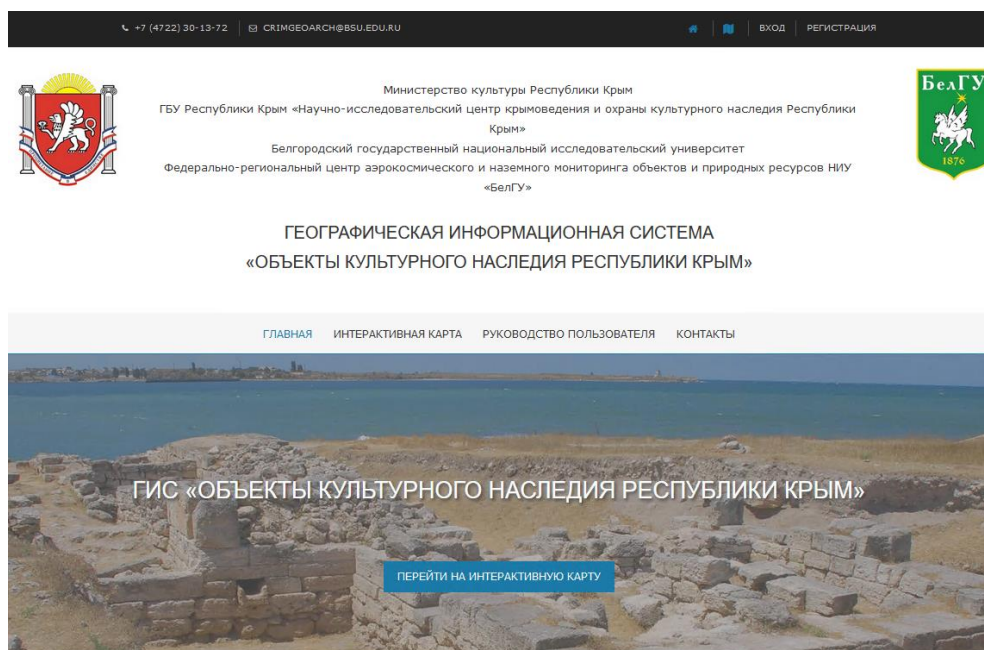 +7 (4722) 30-13-72 CRIMGEOARCH@BSU.EDU.RU ВХОД РЕГИСТРАЦИЯ
Министерство культуры Республики Крым
ГБУ Республики Крым «Научно-исследовательский центр крымоведения и охраны культурного наследия Республики
Крым»
Белгородский государственный национальный исследовательский университет
Федерально-региональный центр аэрокосмического и наземного мониторинга объектов и природных ресурсов НИУ
«БелГУ»
БелГУ
1876
ГЕОГРАФИЧЕСКАЯ ИНФОРМАЦИОННАЯ СИСТЕМА
«ОБЪЕКТЫ КУЛЬТУРНОГО НАСЛЕДИЯ РЕСПУБЛИКИ КРЫМ»
ГЛАВНАЯ ИНТЕРАКТИВНАЯ КАРТА РУКОВОДСТВО ПОЛЬЗОВАТЕЛЯ КОНТАКТЫ
ГИС «ОБЪЕКТЫ КУЛЬТУРНОГО НАСЛЕДИЯ РЕСПУБЛИКИ КРЫМ»
ПЕРЕЙТИ НА ИНТЕРАКТИВНУЮ КАРТУ